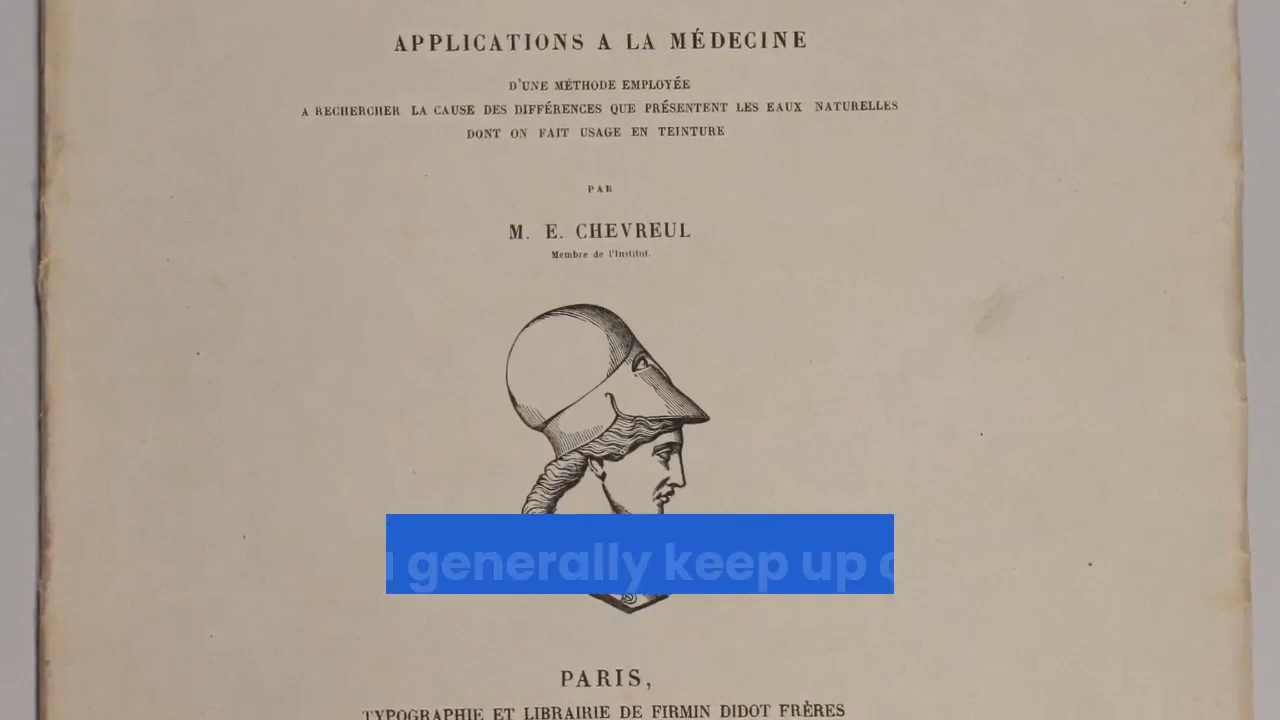 APPLICATIONS A LA MÉDECINE
D'UNE MÉTHODE EMPLOYÉE
A RECHERCHER LA CAUSE DES DIFFÉRENCES QUE PRÉSENTENT LES EAUX NATURELLES
DONT ON FAIT USAGE EN TEINTURE
PAR
M. E. CHEVREUL
Membre de l'Institut.
generally keep up
PARIS,
TYPOGRAPHIE ET LIBRAIRIE DE FIRMIN DIDOT FRÈRES